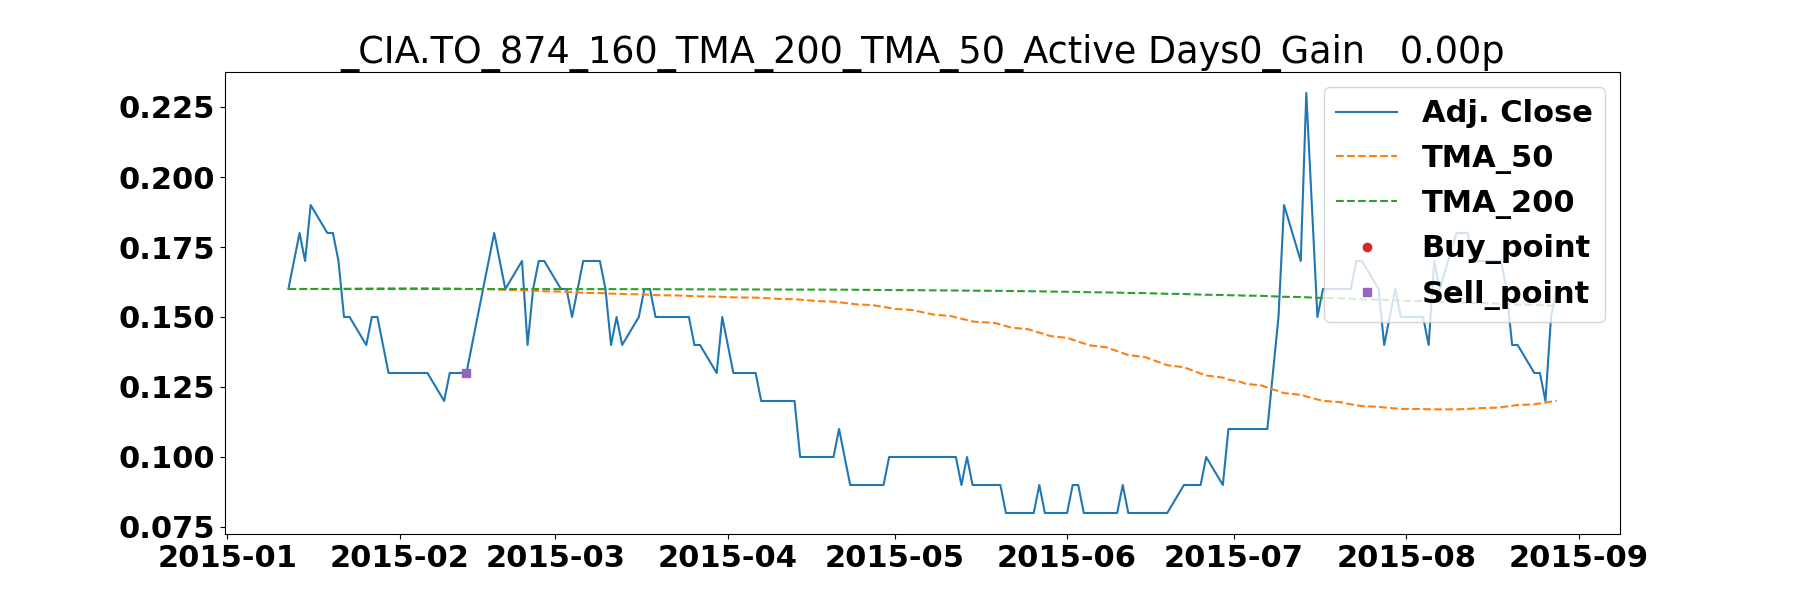 _CIA.TO_874_160_TMA_200_TMA_50_Active Days0_Gain   0.00p
0.225
0.200
0.175
0.150
0.125
0.100
0.075
Adj. Close
TMA_50
TMA_200
Buy_point
Sell_point
2015-01 2015-02 2015-03 2015-04 2015-05 2015-06 2015-07 2015-08 2015-09